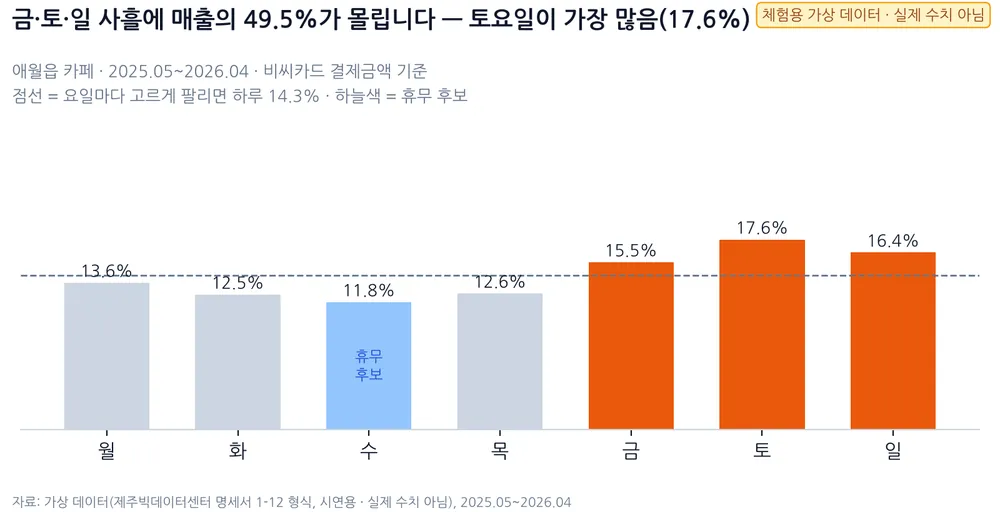 금·토·일 사흘에 매출의 49.5%가 몰립니다 — 토요일이 가장 많음(17.6%)
체험용 가상 데이터 · 실제 수치 아님
애월읍 카페 · 2025.05~2026.04 · 비씨카드 결제금액 기준
점선 = 요일마다 고르게 팔리면 하루 14.3% · 하늘색 = 휴무 후보
13.6%
12.5%
11.8%
12.6%
15.5%
17.6%
16.4%
휴무
후보
월
화
수
목
금
토
일
자료: 가상 데이터(제주빅데이터센터 명세서 1-12 형식, 시연용 · 실제 수치 아님), 2025.05~2026.04